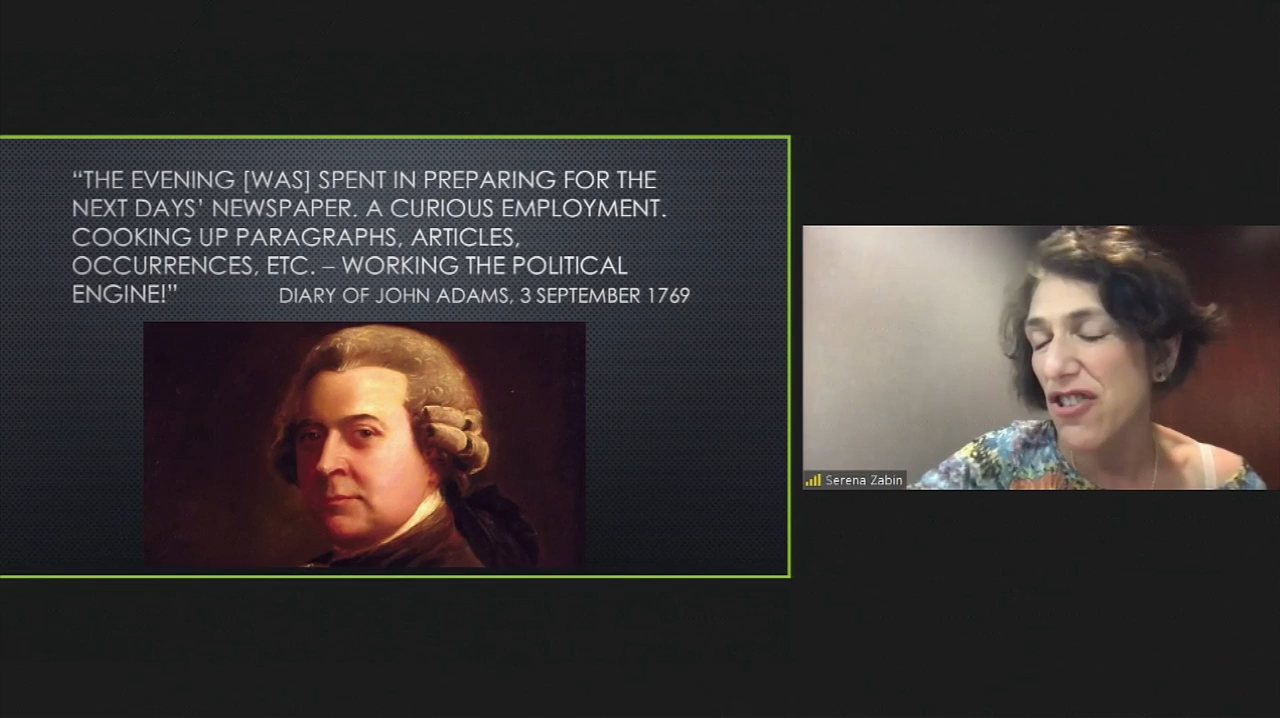 “THE EVENING [WAS] SPENT IN PREPARING FOR THE
NEXT DAYS’ NEWSPAPER. A CURIOUS EMPLOYMENT.
COOKING UP PARAGRAPHS, ARTICLES,
OCCURRENCES, ETC. – WORKING THE POLITICAL
ENGINE!” DIARY OF JOHN ADAMS, 3 SEPTEMBER 1769
Serena Zabin